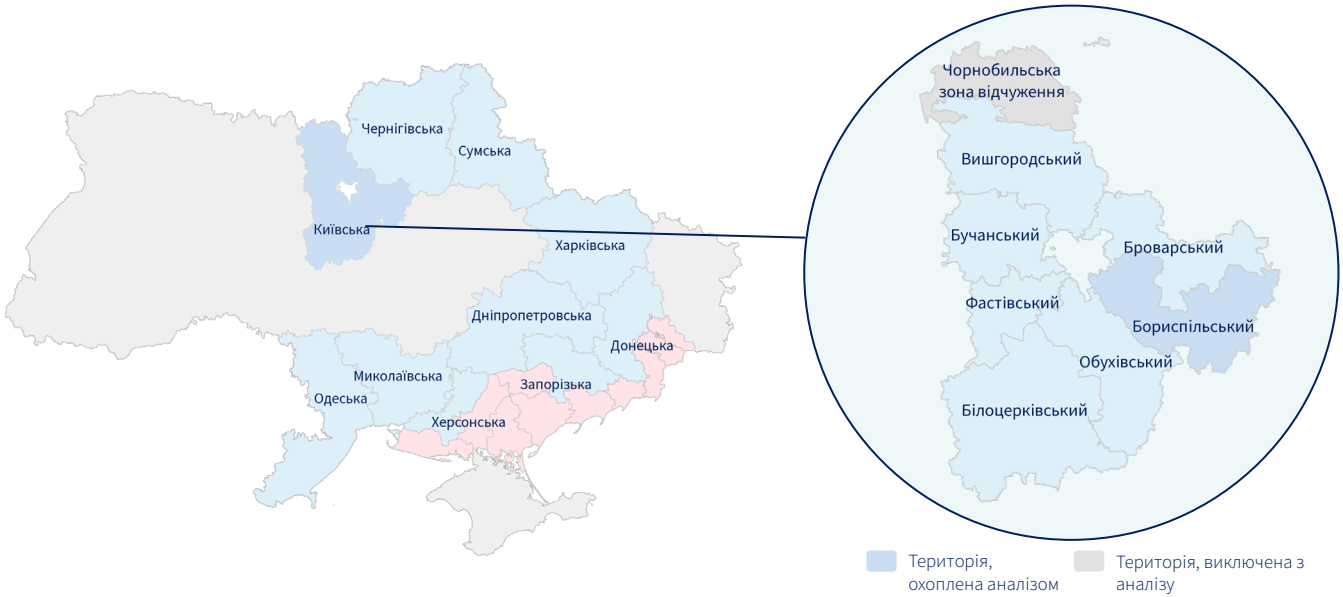 Чернігівська
Сумська
Київська
Харківська
Дніпропетровська
Донецька
Миколаївська
Запорізька
Одеська
Херсонська
Чорнобильська
зона відчуження
Вишгородський
Бучанський
Броварський
Фастівський
Бориспільський
Обухівський
Білоцерківський
Територія,
охоплена аналізом
Територія, виключена з
аналізу